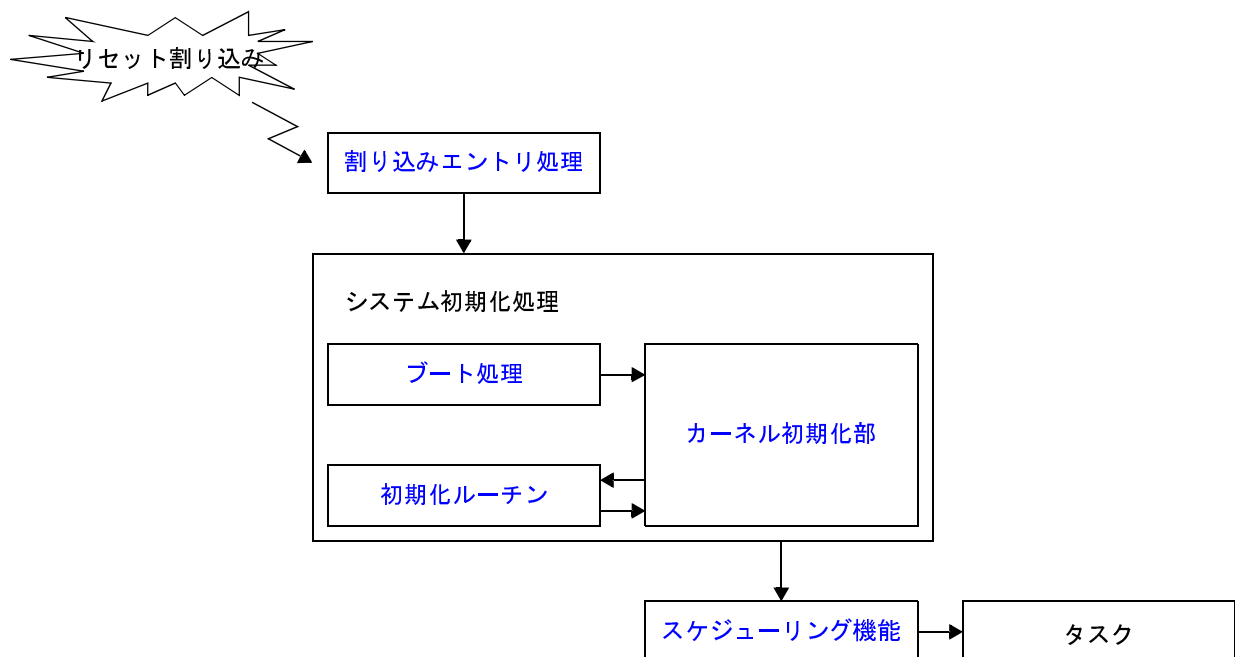 リセット割り込み
割り込みエントリ処理
システム初期化処理
ブート処理
カーネル初期化部
初期化ルーチン
スケジューリング機能
タスク